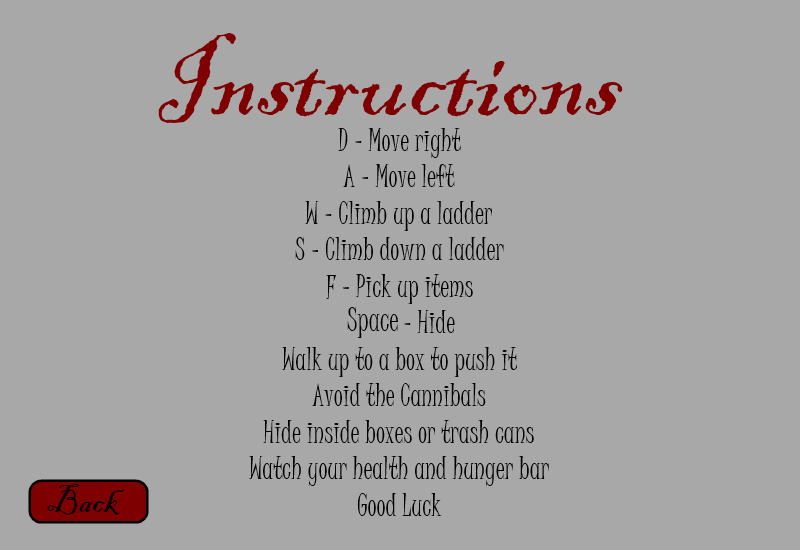 Instructions
D - Move right
A - Move left
W - Climb up a ladder
S - Climb down a ladder
F - Pick up items
Space - Hide
Walk up to a box to push it
Avoid the Cannibals
Hide inside boxes or trash cans
Watch your health and hunger bar
Good Luck
Back